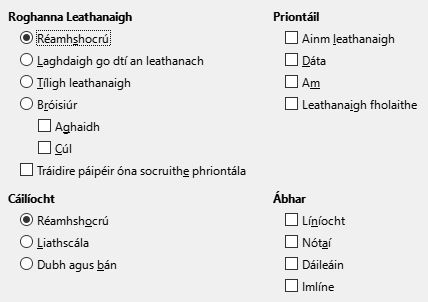 Roghanna Leathanaigh
Réamhshocrú
Laghdaigh go dtí an leathanach
Tíligh leathanaigh
Bróisiúr
Aghaidh
Cúl
Tráidire páipéir óna socruithe phriontála
Priontáil
Ainm leathanaigh
Dáta
Am
Leathanaigh fholaithe
Cáilíocht
Réamhshocrú
Liathscála
Dubh agus bán
Ábhar
Líníocht
Nótaí
Dáileáin
Imlíne